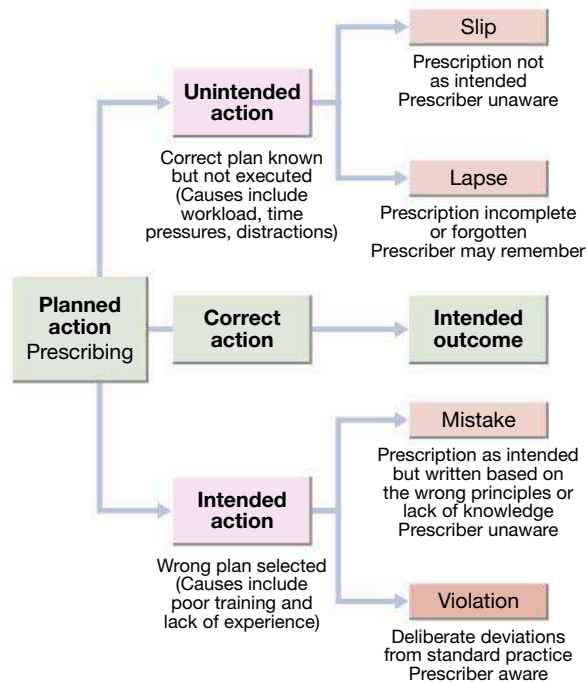 Slip
Prescription not
as intended
Prescriber unaware
Unintended
action
Correct plan known
but not executed
(Causes include
workload, time
pressures, distractions)
Lapse
Prescription incomplete
or forgotten
Prescriber may remember
Planned
action
Prescribing
Correct
action
Intended
outcome
Mistake
Prescription as intended
but written based on
the wrong principles or
lack of knowledge
Prescriber unaware
Intended
action
Wrong plan selected
(Causes include
poor training and
lack of experience)
Violation
Deliberate deviations
from standard practice
Prescriber aware